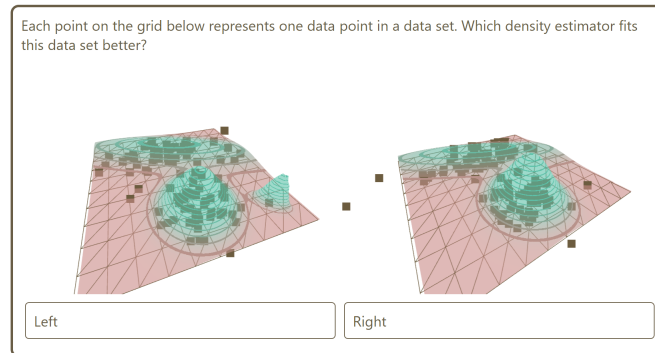 Each point on the grid below represents one data point in a data set. Which density estimator fits
this data set better?
Left
Right